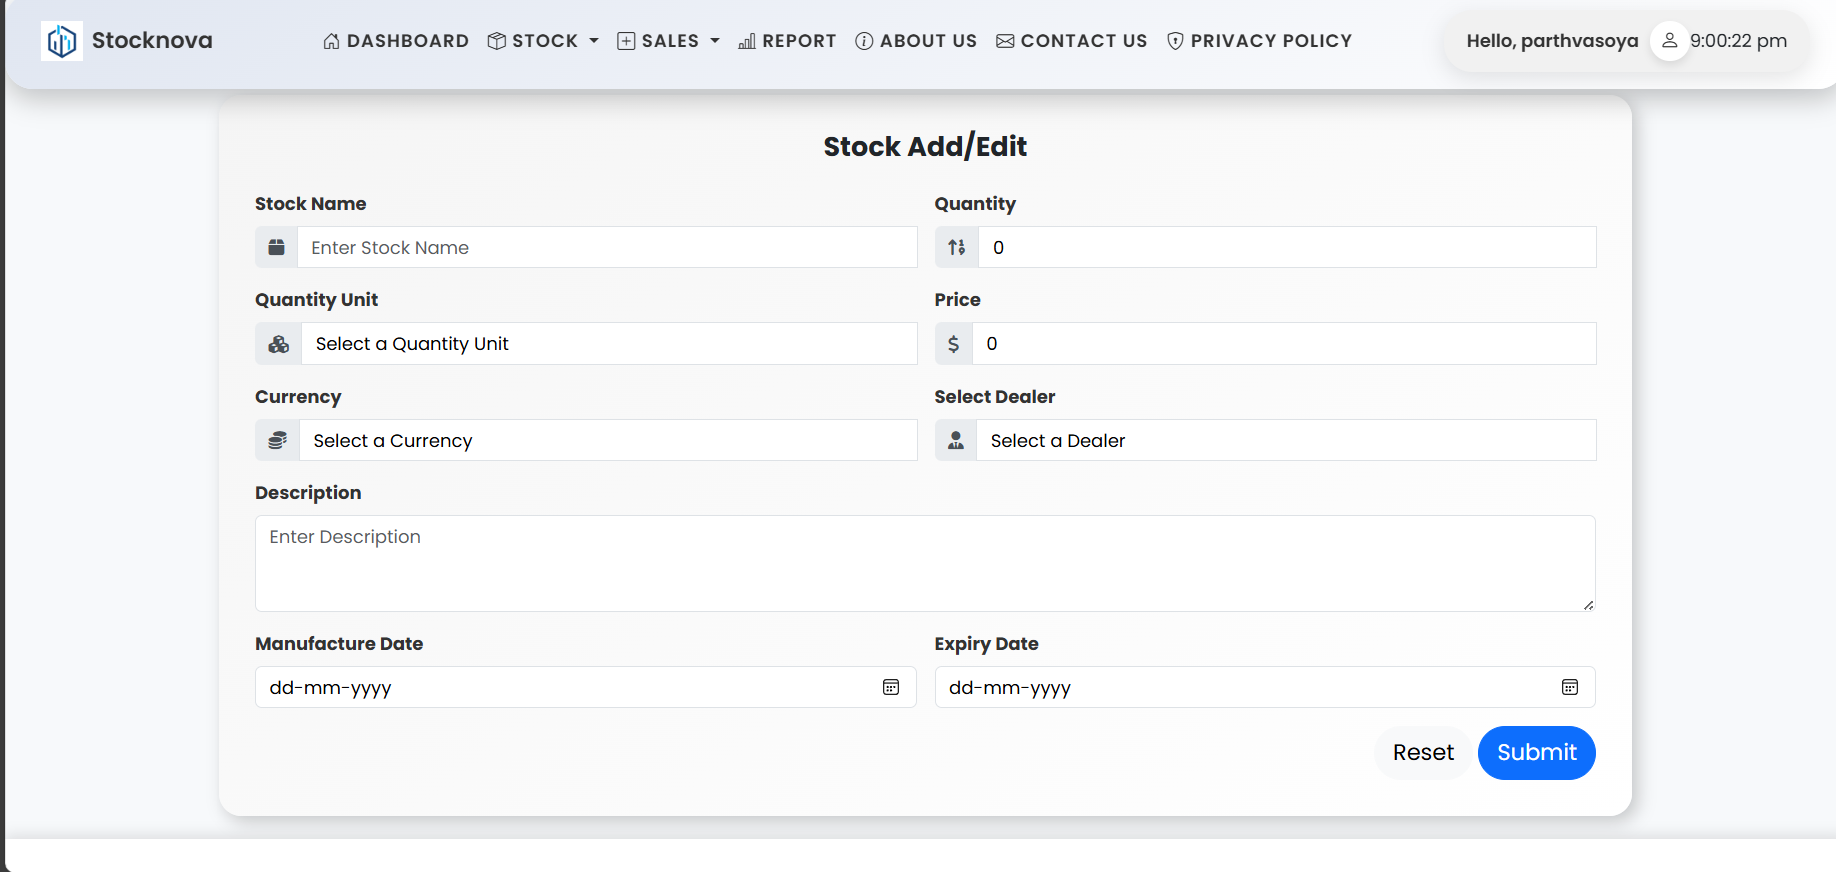 Stocknova
DASHBOARD STOCK SALES REPORT ABOUT US CONTACT US PRIVACY POLICY
Hello, parthvasoya 9:00:22 pm
Stock Add/Edit
Stock Name Quantity
Enter Stock Name 0
Quantity Unit Price
Select a Quantity Unit $ 0
Currency Select Dealer
Select a Currency Select a Dealer
Description
Enter Description
Manufacture Date Expiry Date
dd-mm-yyyy dd-mm-yyyy
Reset Submit